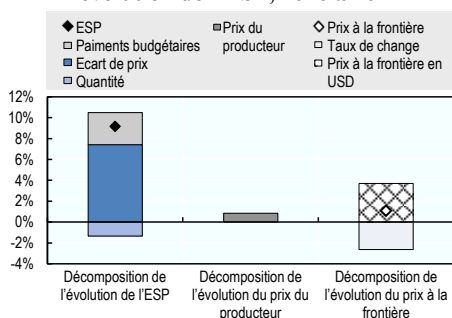 ESP
Paiments budgétaires
Ecart de prix
Quantité
Prix du
producteur
Prix à la frontière
Taux de change
Prix à la frontière en
USD
12%
10%
8%
6%
4%
2%
0%
-2%
-4%
Décomposition de
l'évolution de l'ESP
Décomposition de
l'évolution du prix du
producteur
Décomposition de
l'évolution du prix à la
frontière